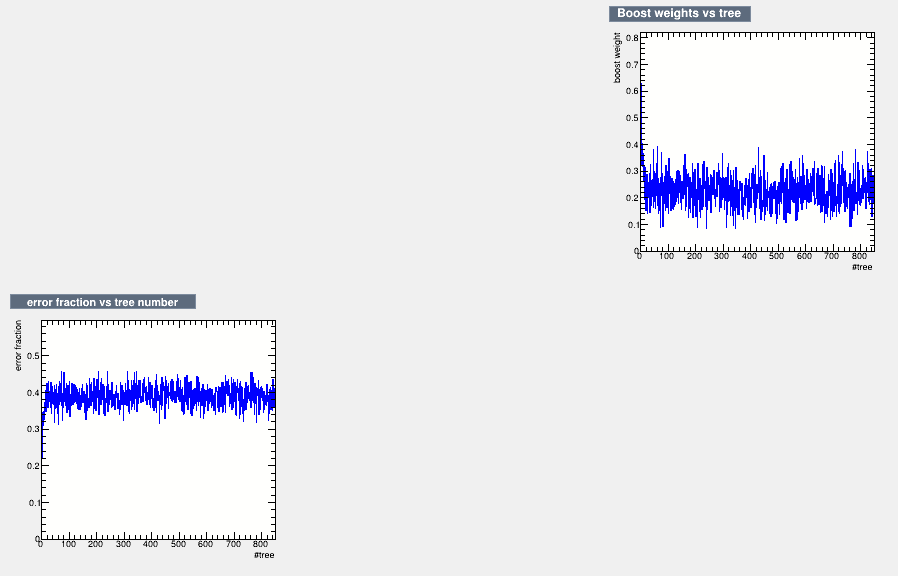 Boost weights vs tree
boost weight
0.8
0.7
0.6
0.5
0.4
0.3
0.2
0.1
0
0 100 200 300 400 500 600 700 800
#tree
error fraction vs tree number
error fraction
0.5
0.4
0.3
0.2
0.1
0
0 100 200 300 400 500 600 700 800
#tree